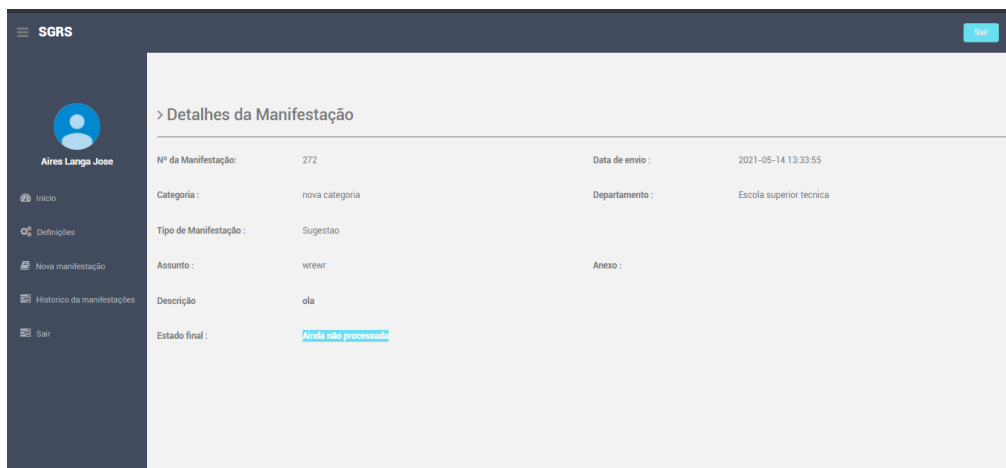 SGRS
Sair
Aires Langa Jose
Inicio
Definições
Nova manifestação
Historico da manifestações
Sair
> Detalhes da Manifestação
Nº da Manifestação: 272 Data de envio : 2021-05-14 13:33:55
Categoria : nova categoria Departamento : Escola superior tecnica
Tipo de Manifestação : Sugestao
Assunto : wrewr Anexo :
Descrição ola
Estado final : Ainda não processada